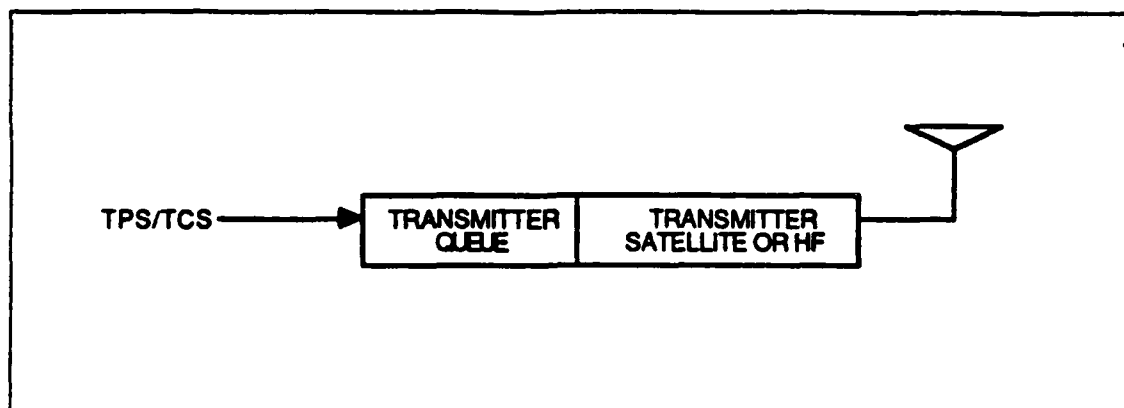 TPS/TCS
TRANSMITTER
QUEUE
TRANSMITTER
SATELLITE OR HF